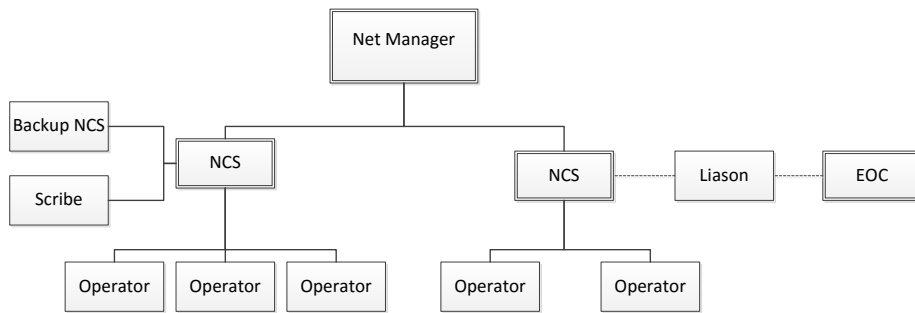 Net Manager
Backup NCS
NCS
Scribe
NCS
Liason
EOC
Operator
Operator
Operator
Operator
Operator